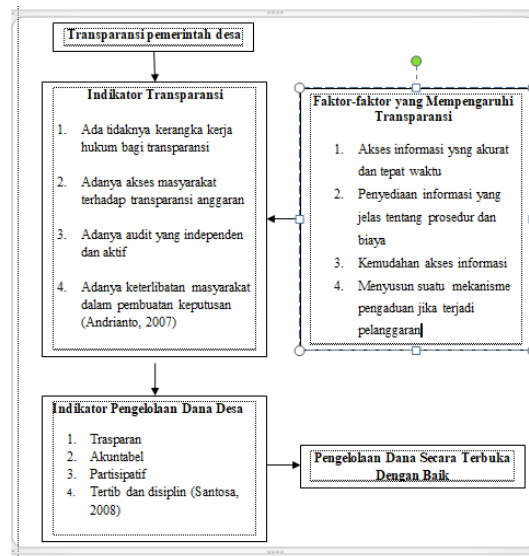 Transparansi pemerintah desa
Indikator Transparansi
1. Ada tidaknya kerangka kerja
hukum bagi transparansi
2. Adanya akses masyarakat
terhadap transparansi anggaran
3. Adanya audit yang independen
dan aktif
4. Adanya keterlibatan masyarakat
dalam pembuatan keputusan
(Andrianto, 2007)
Faktor-faktor yang Mempengaruhi
Transparansi
1. Akses informasi ysng akurat
dan tepat waktu
2. Penyediaan informasi yang
jelas tentang prosedur dan
biaya
3. Kemudahan akses informasi
4. Menyusun suatu mekanisme
pengaduan jika terjadi
pelanggaran
Indikator Pengelolaan Dana Desa
1. Trasparan
2. Akuntabel
3. Partisipatif
4. Tertib dan disiplin (Santosa,
2008)
Pengelolaan Dana Secara Terbuka
Dengan Baik